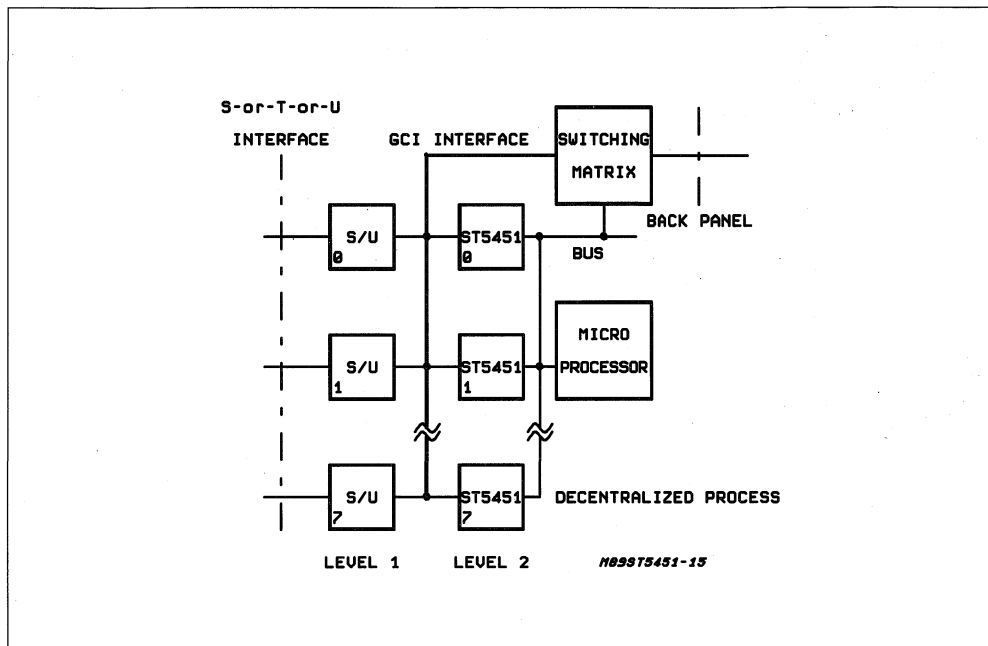 S-or-T-or-U
INTERFACE
GCI INTERFACE
SWITCHING
MATRIX
BACK PANEL
S/U
0
ST5451
0
BUS
MICRO
PROCESSOR
S/U
1
ST5451
1
S/U
7
ST5451
7
DECENTRALIZED PROCESS
LEVEL 1
LEVEL 2
M89ST5451-15